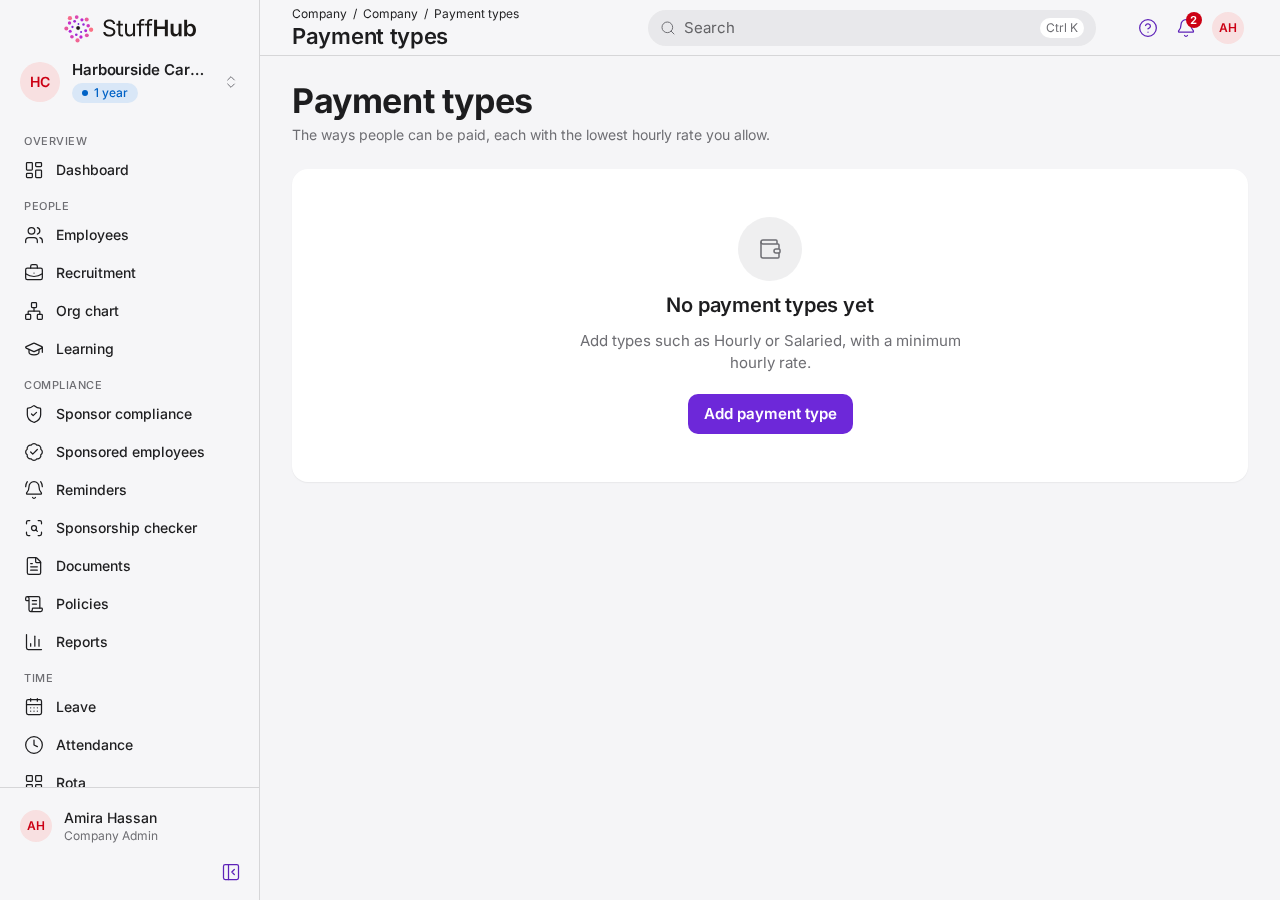 StuffHub
HC
Harbourside Car...
1 year
OVERVIEW
Dashboard
PEOPLE
Employees
Recruitment
Org chart
Learning
COMPLIANCE
Sponsor compliance
Sponsored employees
Reminders
Sponsorship checker
Documents
Policies
Reports
TIME
Leave
Attendance
Rota
AH
Amira Hassan
Company Admin
Company / Company / Payment types
Payment types
Search
Ctrl K
2
AH
Payment types
The ways people can be paid, each with the lowest hourly rate you allow.
No payment types yet
Add types such as Hourly or Salaried, with a minimum
hourly rate.
Add payment type